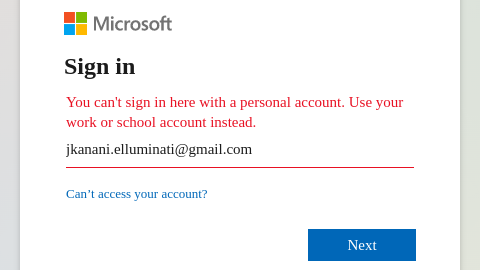 Microsoft
Sign in
You can't sign in here with a personal account. Use your
work or school account instead.
jkanani.elluminati@gmail.com
Can’t access your account?
Next